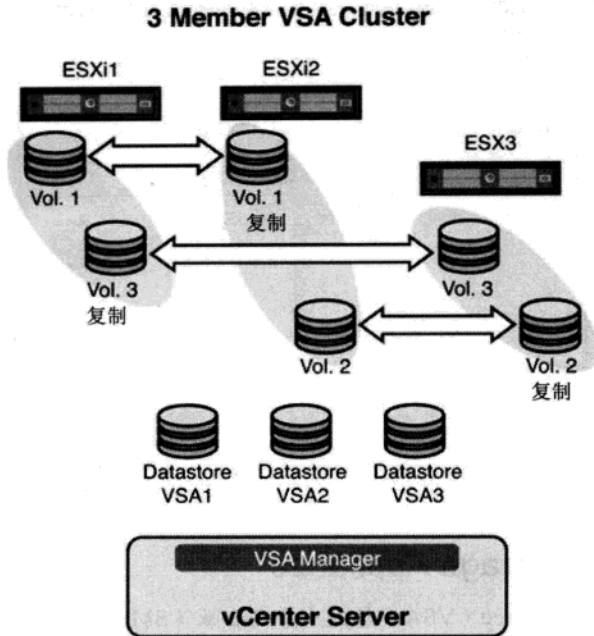 3 Member VSA Cluster
ESXi1
ESXi2
ESX3
Vol. 1
Vol. 1
复制
Vol. 3
复制
Vol. 3
Vol. 2
Vol. 2
复制
Datastore
VSA1
Datastore
VSA2
Datastore
VSA3
VSA Manager
vCenter Server